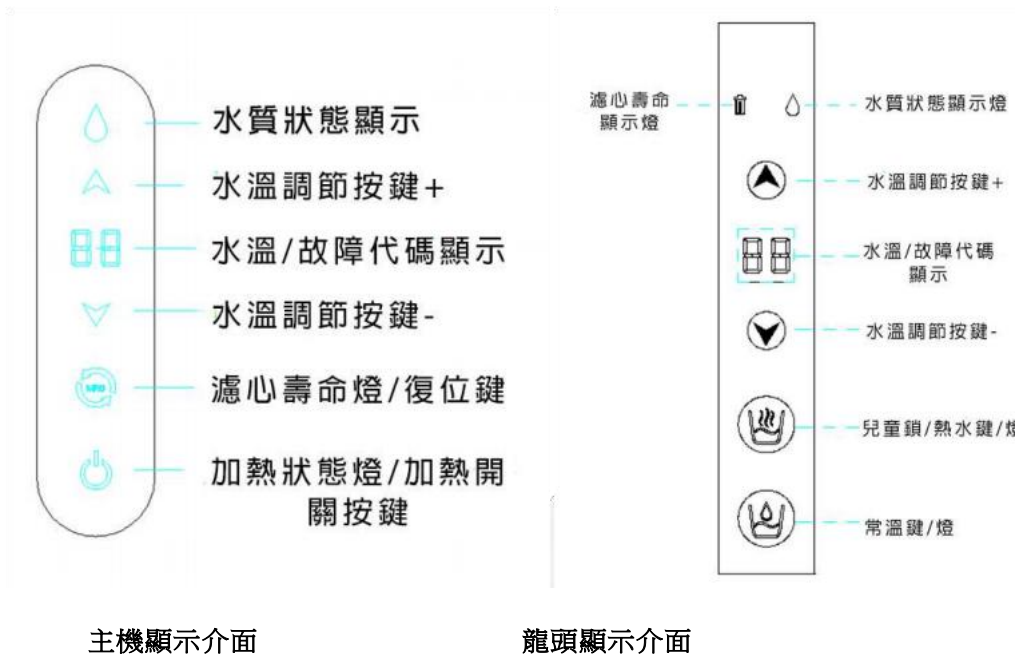 水質狀態顯示
水溫調節按鍵+
水溫/故障代碼顯示
水溫調節按鍵-
濾心壽命燈/復位鍵
加熱狀態燈/加熱開
關按鍵
濾心壽命
顯示燈
水質狀態顯示燈
水溫調節按鍵+
88
水溫/故障代碼
顯示
水溫調節按鍵-
兒童鎖/熱水鍵/燈
常溫鍵/燈
主機顯示介面
龍頭顯示介面